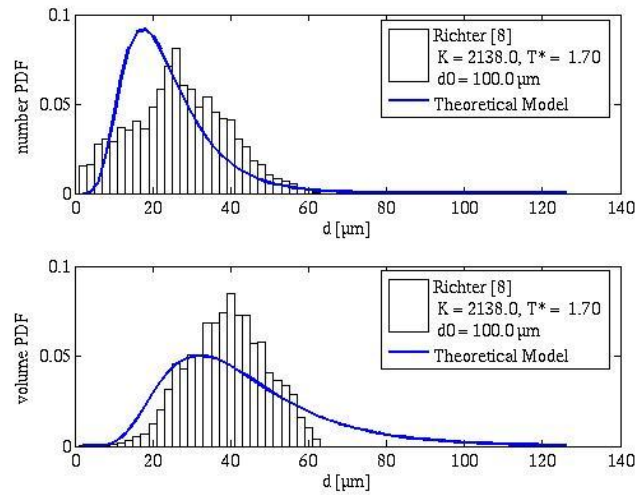 0.1
0.05
0
number PDF
Richter [8]
K = 2138.0, T* = 1.70
d0 = 100.0 µm
Theoretical Model
0 20 40 60 80 100 120 140
d [µm]
0.1
0.05
0
volume PDF
Richter [8]
K = 2138.0, T* = 1.70
d0 = 100.0 µm
Theoretical Model
0 20 40 60 80 100 120 140
d [µm]